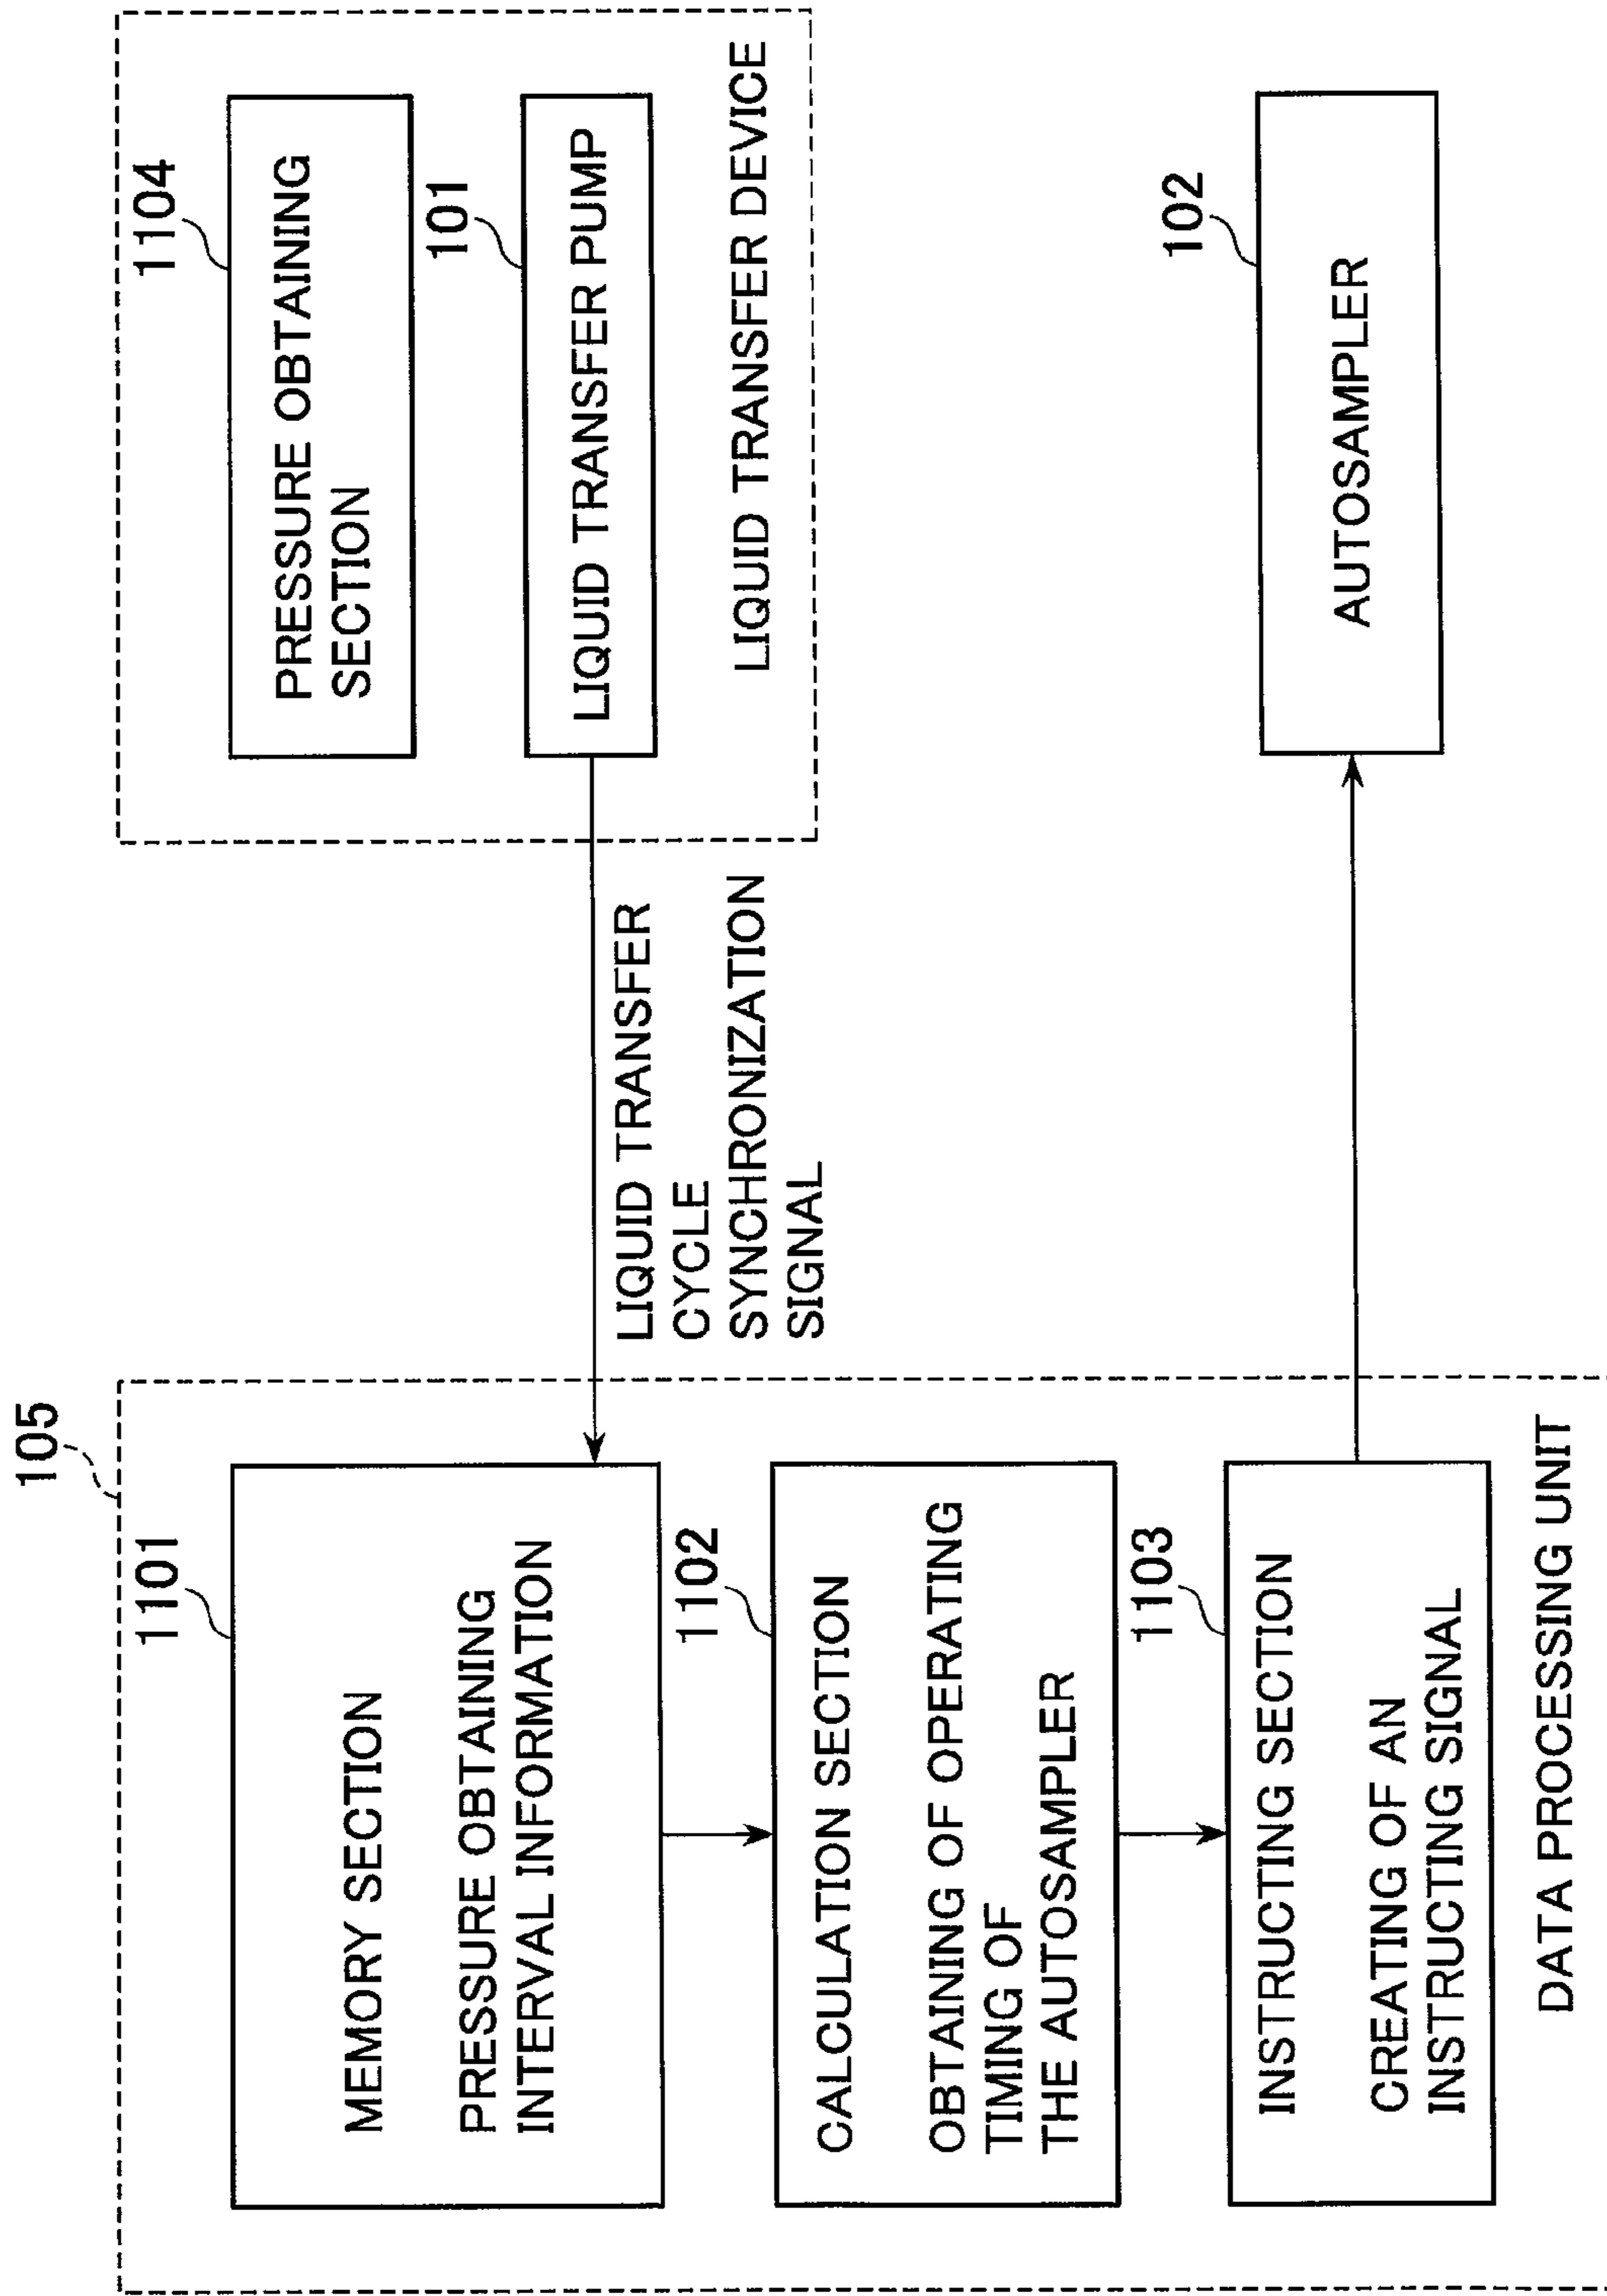 105
1101
MEMORY SECTION
PRESSURE OBTAINING
INTERVAL INFORMATION
1102
CALCULATION SECTION
OBTAINING OF OPERATING
TIMING OF
THE AUTOSAMPLER
1103
INSTRUCTING SECTION
CREATING OF AN
INSTRUCTING SIGNAL
DATA PROCESSING UNIT
LIQUID TRANSFER
CYCLE
SYNCHRONIZATION
SIGNAL
1104
PRESSURE OBTAINING
SECTION
101
LIQUID TRANSFER PUMP
LIQUID TRANSFER DEVICE
102
AUTOSAMPLER